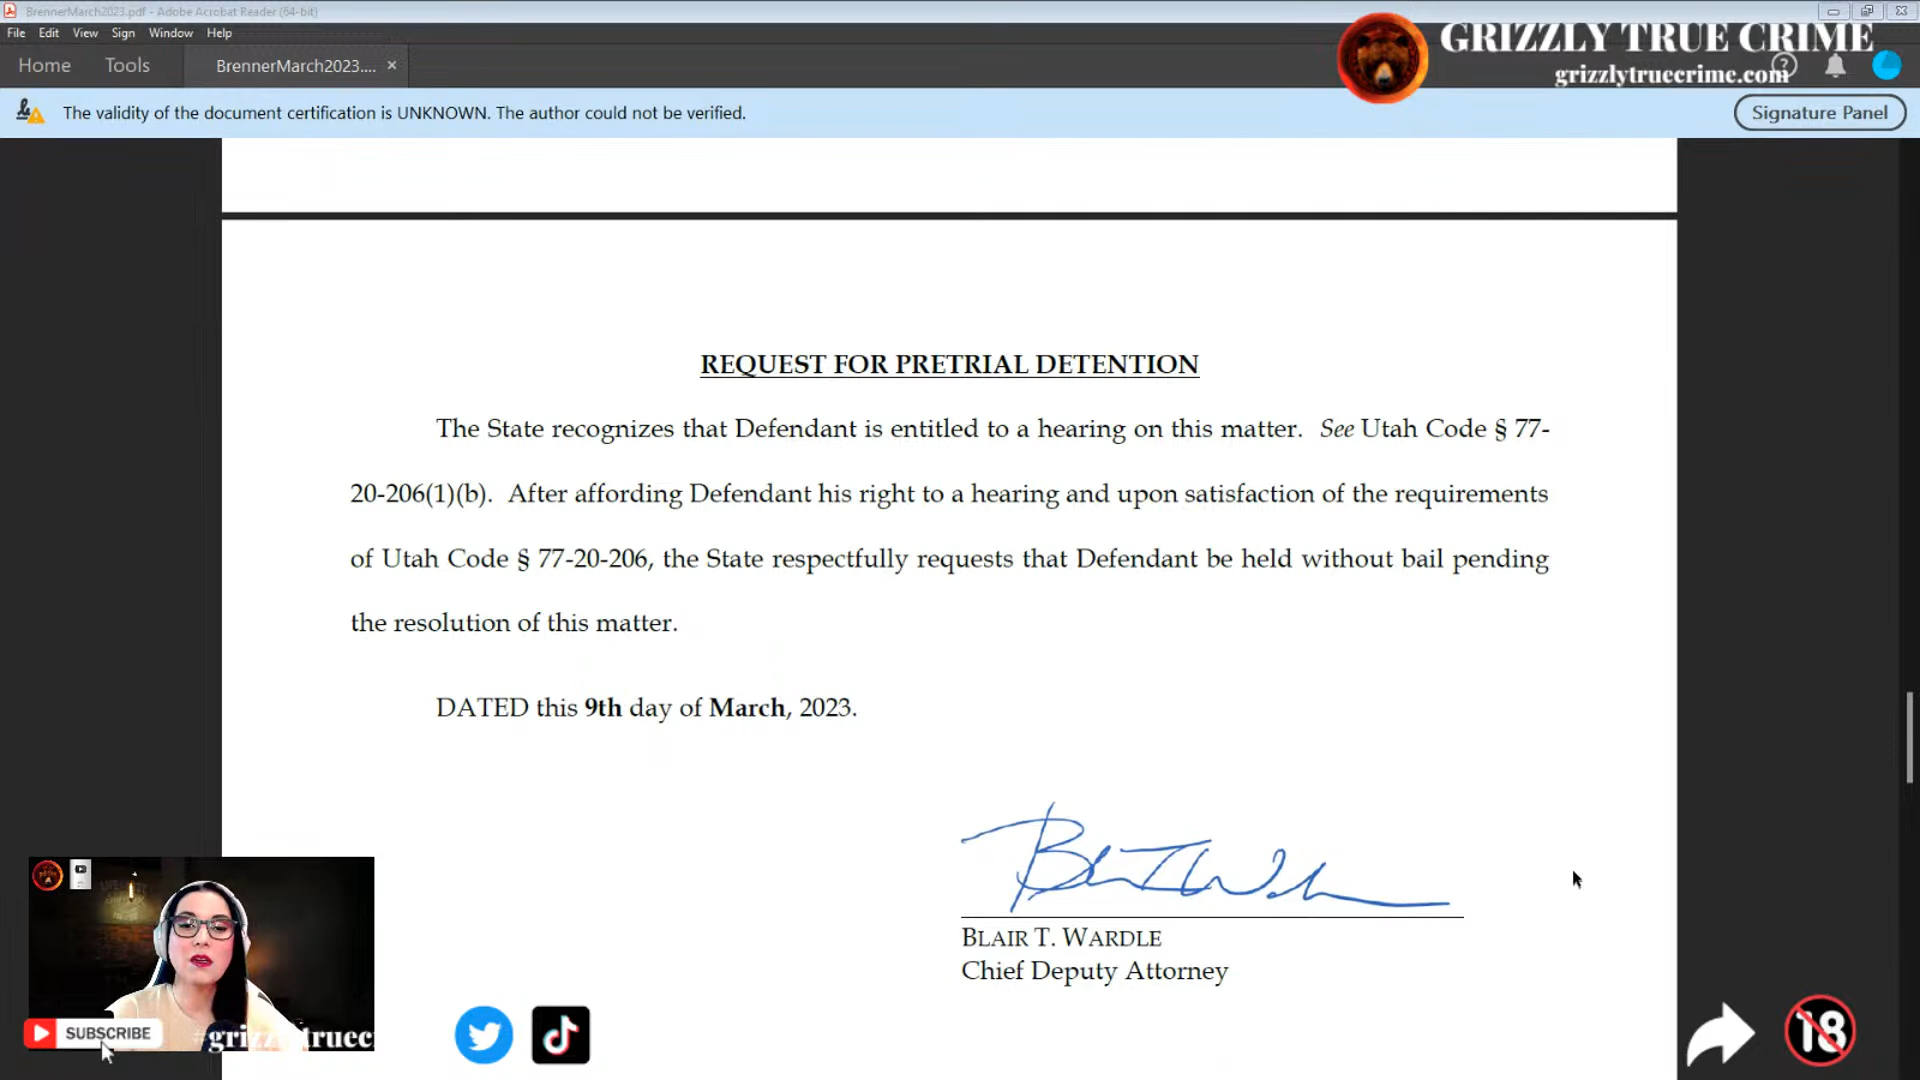 BrennerMarch2023.pdf - Adobe Acrobat Reader (64-bit)
File Edit View Sign Window Help
Home Tools BrennerMarch2023.... ×
GRIZZLY TRUE CRIME
grizzlytruecrime.com
The validity of the document certification is UNKNOWN. The author could not be verified.
Signature Panel
REQUEST FOR PRETRIAL DETENTION
The State recognizes that Defendant is entitled to a hearing on this matter. See Utah Code § 77-
20-206(1)(b). After affording Defendant his right to a hearing and upon satisfaction of the requirements
of Utah Code § 77-20-206, the State respectfully requests that Defendant be held without bail pending
the resolution of this matter.
DATED this 9th day of March, 2023.
BLAIR T. WARDLE
Chief Deputy Attorney
SUBSCRIBE
18